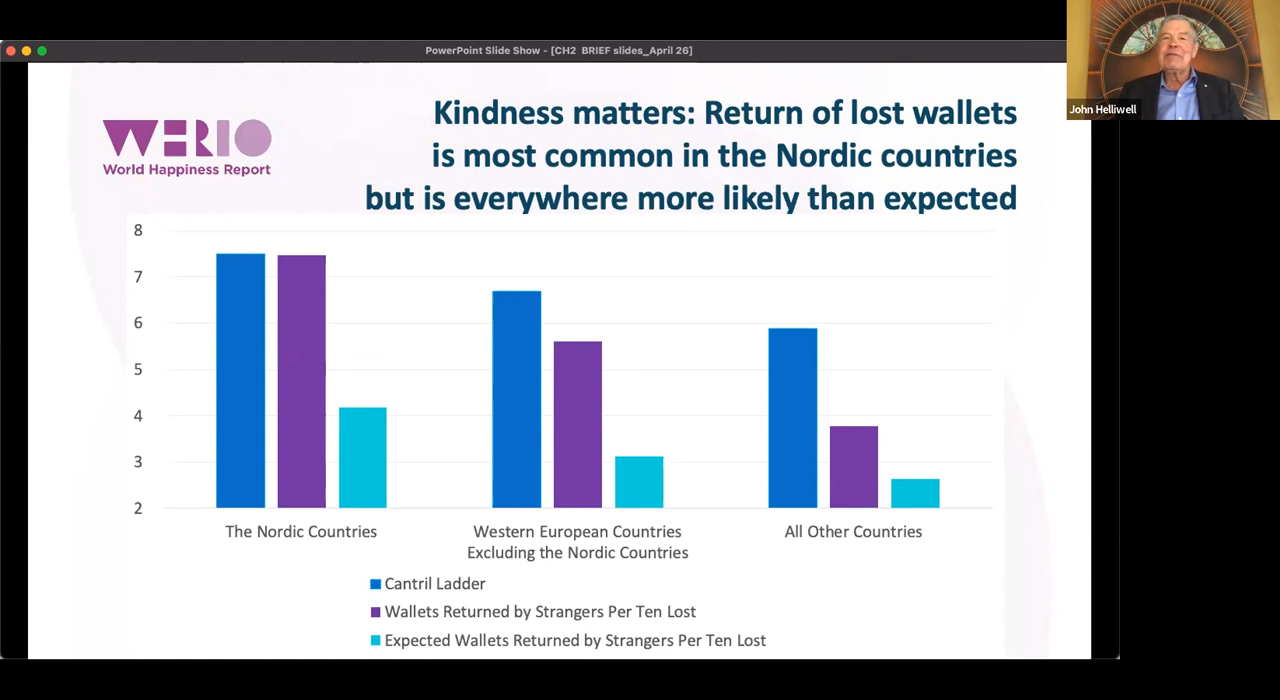 PowerPoint Slide Show - [CH2 BRIEF slides_April 26]
John Helliwell
WHR10
World Happiness Report
Kindness matters: Return of lost wallets
is most common in the Nordic countries
but is everywhere more likely than expected
8
7
6
5
4
3
2
The Nordic Countries
Western European Countries
Excluding the Nordic Countries
All Other Countries
Cantril Ladder
Wallets Returned by Strangers Per Ten Lost
Expected Wallets Returned by Strangers Per Ten Lost